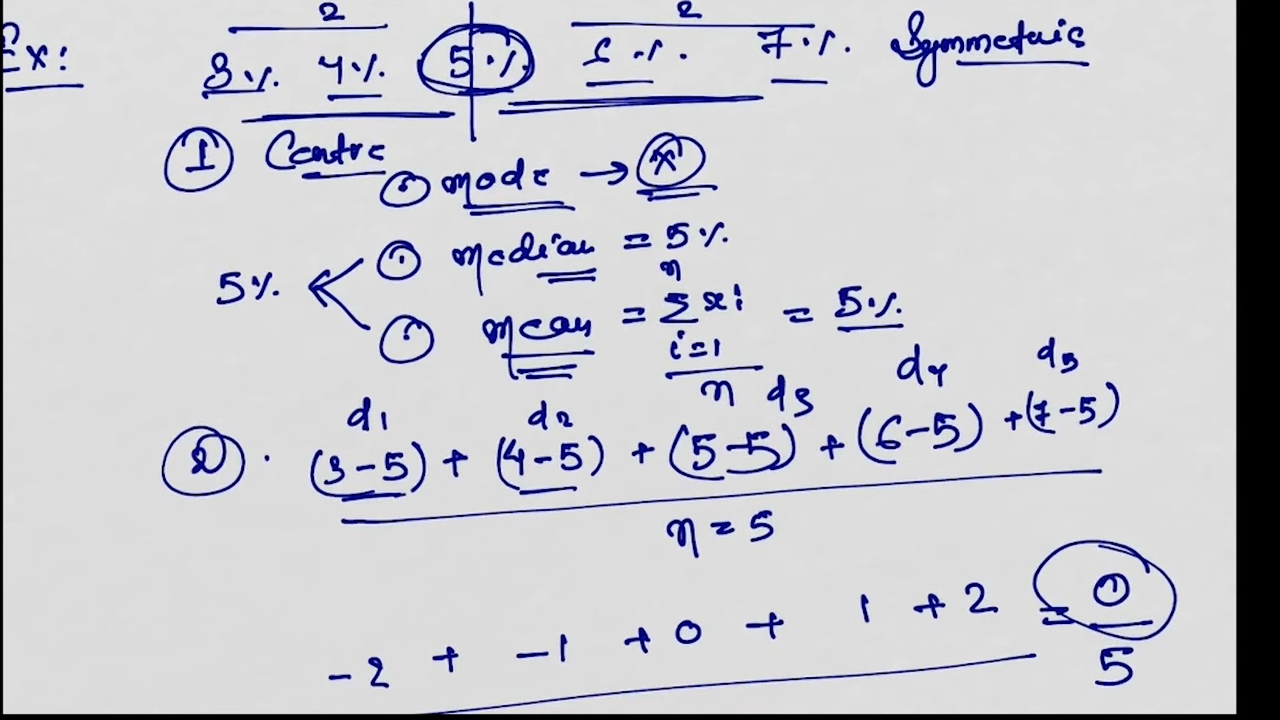 2 2
Ex: 3% 4% 5% 6% 7% Symmetric
① Centre
① mode → ⓧ
① median = 5%
5% <
① mean = n Σ i=1 xi / n = 5%
d1 d2 d3 d4 d5
② · (3-5) + (4-5) + (5-5) + (6-5) + (7-5)
n = 5
-2 + -1 + 0 + 1 + 2 = 0
5